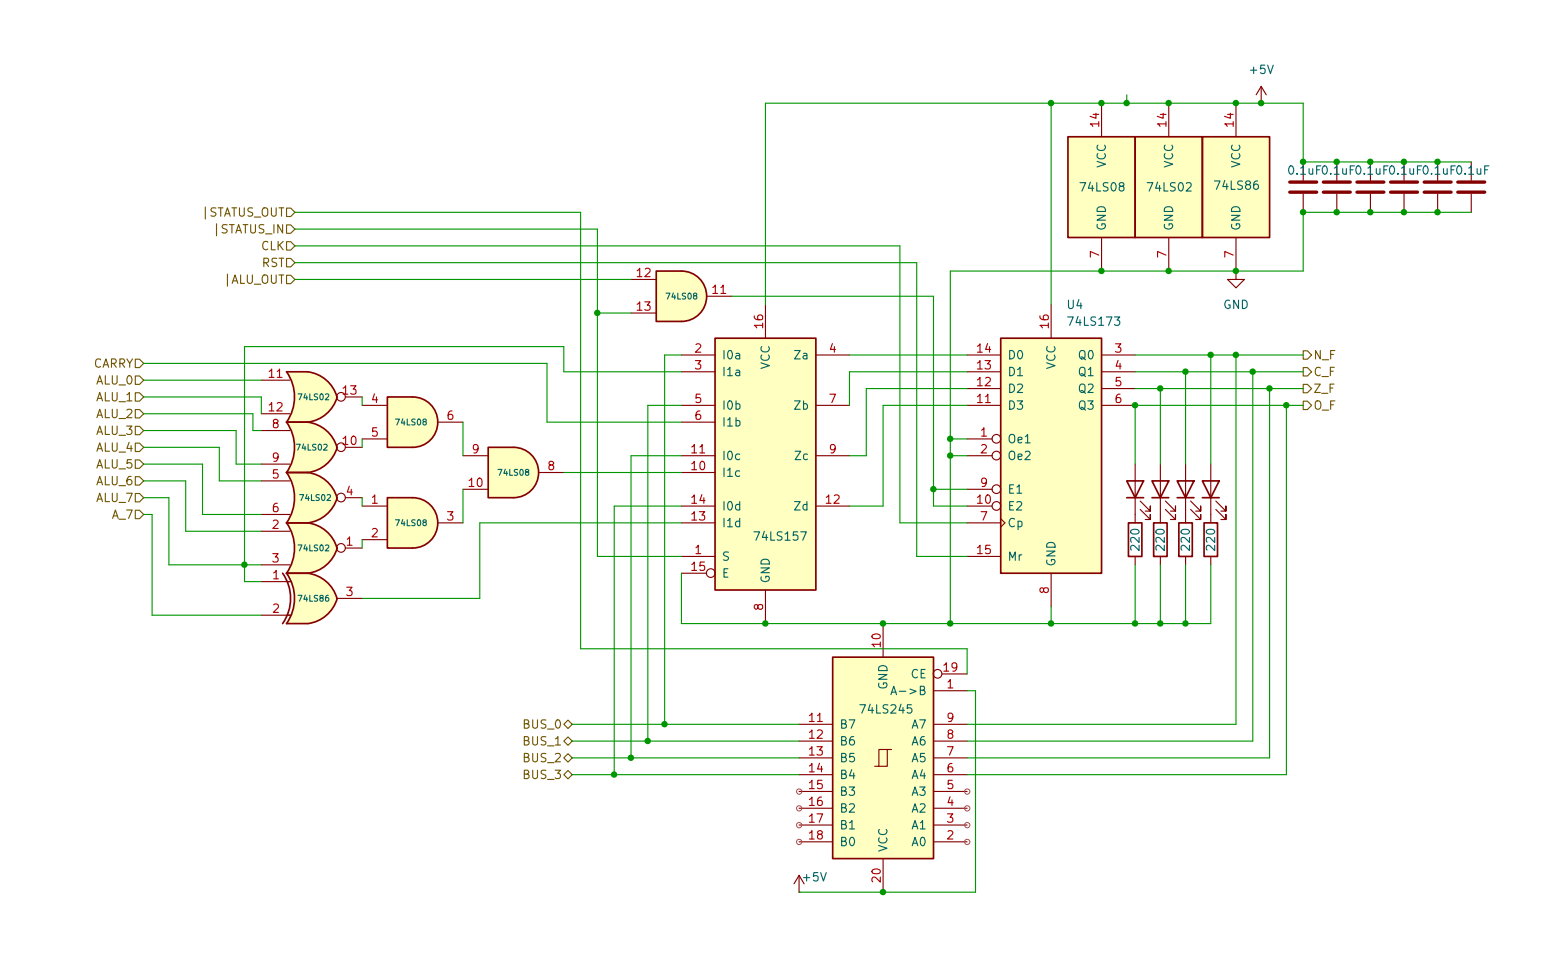 +5V
14 14 14
VCC VCC VCC
74LS08 74LS02 74LS86
GND GND GND
7 7 7
0.1uF 0.1uF 0.1uF 0.1uF 0.1uF 0.1uF
GND
|STATUS_OUT
|STATUS_IN
CLK
RST
|ALU_OUT
12
13
74LS08
11
CARRY
ALU_0
ALU_1
ALU_2
ALU_3
ALU_4
ALU_5
ALU_6
ALU_7
A_7
11
12
74LS02
13
8
9
74LS02
10
5
6
74LS02
4
2
3
74LS02
1
1
2
74LS86
3
4
5
74LS08
6
1
2
74LS08
3
9
10
74LS08
8
16
VCC
2 I0a Za 4
3 I1a
5 I0b Zb 7
6 I1b
11 I0c Zc 9
10 I1c
14 I0d Zd 12
13 I1d
74LS157
1 S
15 E
GND
8
U4
74LS173
16
VCC
14 D0 Q0 3
13 D1 Q1 4
12 D2 Q2 5
11 D3 Q3 6
1 Oe1
2 Oe2
9 E1
10 E2
7 Cp
15 Mr
GND
8
N_F
C_F
Z_F
O_F
220 220 220 220
10
GND
CE 19
A->B 1
74LS245
BUS_0 11 B7 A7 9
BUS_1 12 B6 A6 8
BUS_2 13 B5 A5 7
BUS_3 14 B4 A4 6
15 B3 A3 5
16 B2 A2 4
17 B1 A1 3
18 B0 A0 2
VCC
20
+5V